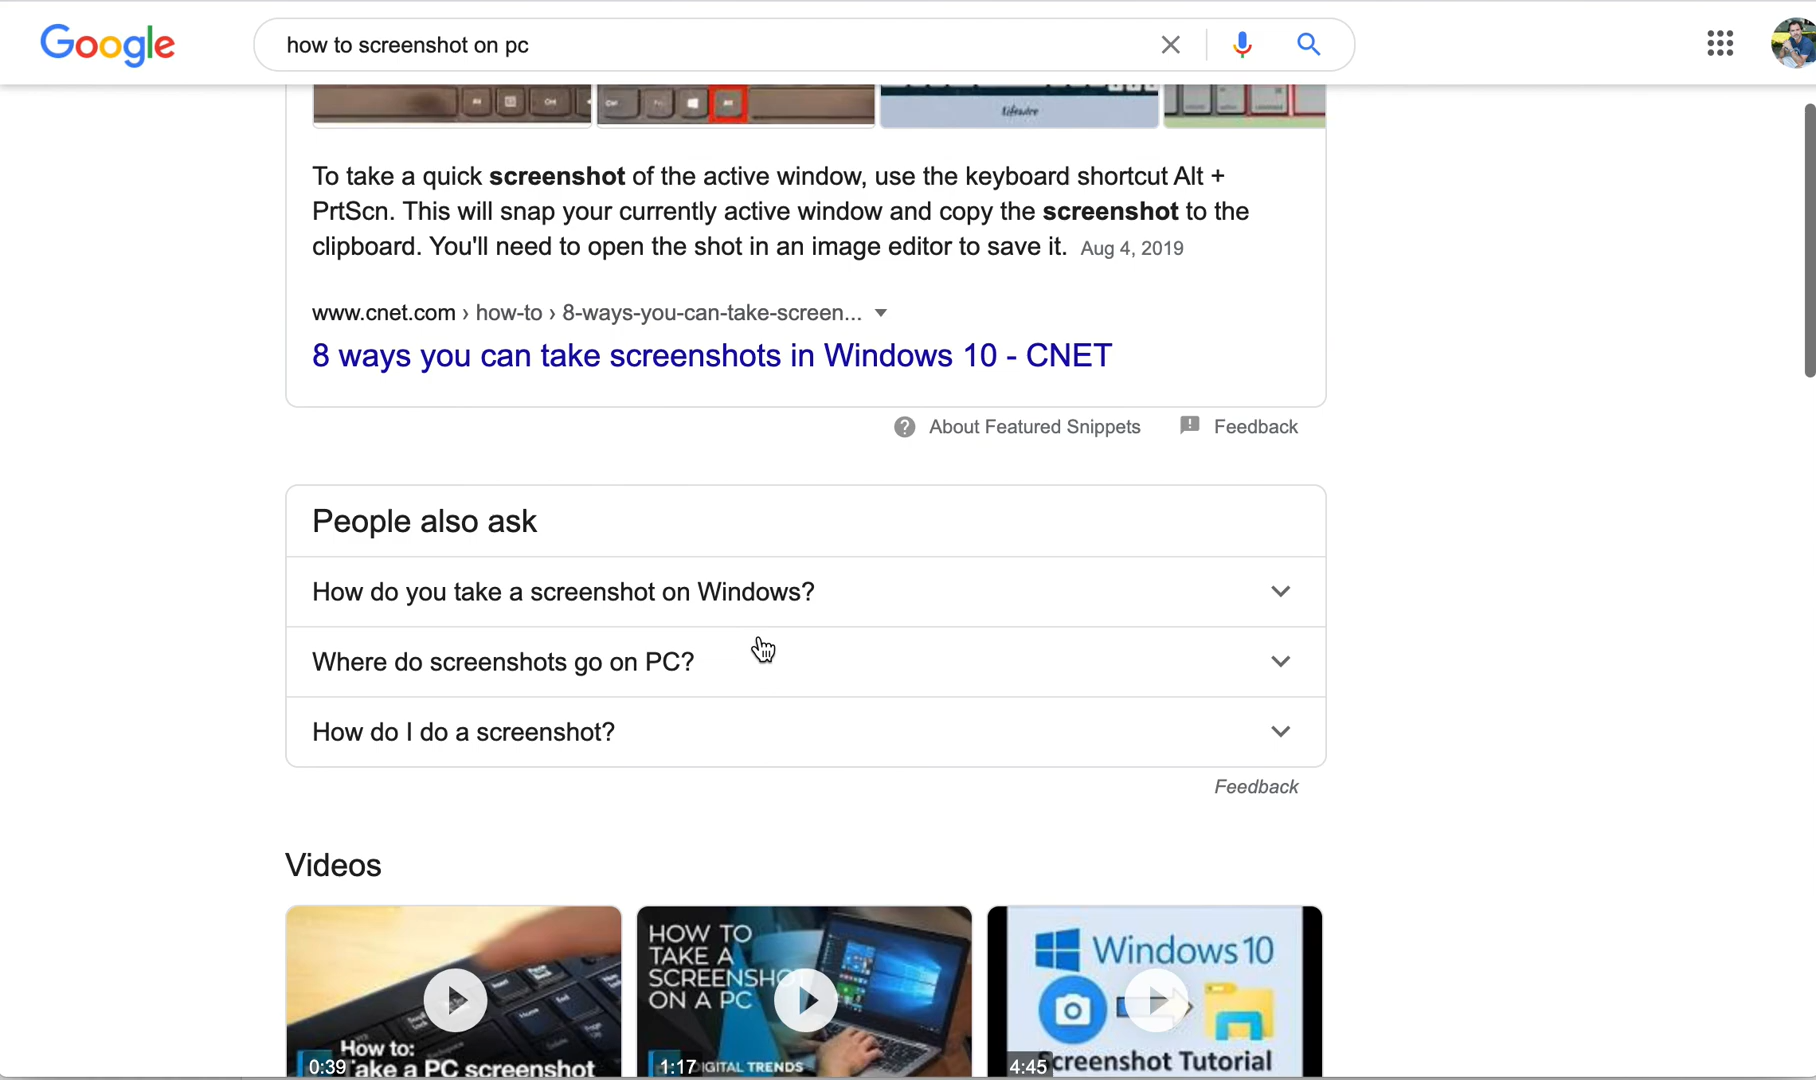 Google
how to screenshot on pc
Lifewire
To take a quick screenshot of the active window, use the keyboard shortcut Alt +
PrtScn. This will snap your currently active window and copy the screenshot to the
clipboard. You'll need to open the shot in an image editor to save it. Aug 4, 2019
www.cnet.com › how-to › 8-ways-you-can-take-screen...
8 ways you can take screenshots in Windows 10 - CNET
About Featured Snippets Feedback
People also ask
How do you take a screenshot on Windows?
Where do screenshots go on PC?
How do I do a screenshot?
Feedback
Videos
How to:
ake a PC screenshot
0:39
HOW TO
TAKE A
SCREENSHO
ON A PC
1:17 IGITAL TRENDS
Windows 10
4:45 creenshot Tutorial